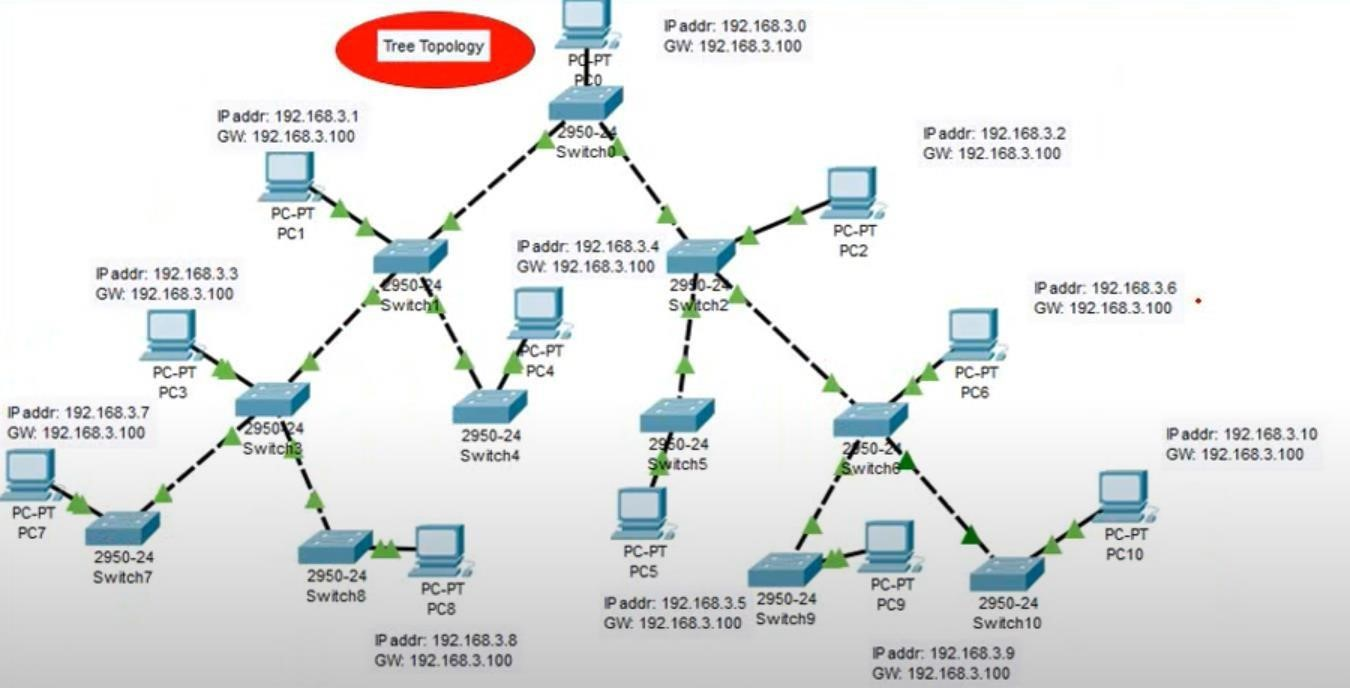 Tree Topology
PC-PT
PC0
IP addr: 192.168.3.0
GW: 192.168.3.100
2950-24
Switch0
IP addr: 192.168.3.1
GW: 192.168.3.100
PC-PT
PC1
IP addr: 192.168.3.2
GW: 192.168.3.100
PC-PT
PC2
2950-24
Switch1
IP addr: 192.168.3.4
GW: 192.168.3.100
2950-24
Switch2
IP addr: 192.168.3.3
GW: 192.168.3.100
PC-PT
PC3
PC-PT
PC4
IP addr: 192.168.3.6
GW: 192.168.3.100
PC-PT
PC6
IP addr: 192.168.3.7
GW: 192.168.3.100
2950-24
Switch3
2950-24
Switch4
2950-24
Switch5
2950-24
Switch6
IP addr: 192.168.3.10
GW: 192.168.3.100
PC-PT
PC7
2950-24
Switch7
2950-24
Switch8
PC-PT
PC8
PC-PT
PC5
2950-24
Switch9
PC-PT
PC9
PC-PT
PC10
2950-24
Switch10
IP addr: 192.168.3.8
GW: 192.168.3.100
IP addr: 192.168.3.5
GW: 192.168.3.100
IP addr: 192.168.3.9
GW: 192.168.3.100